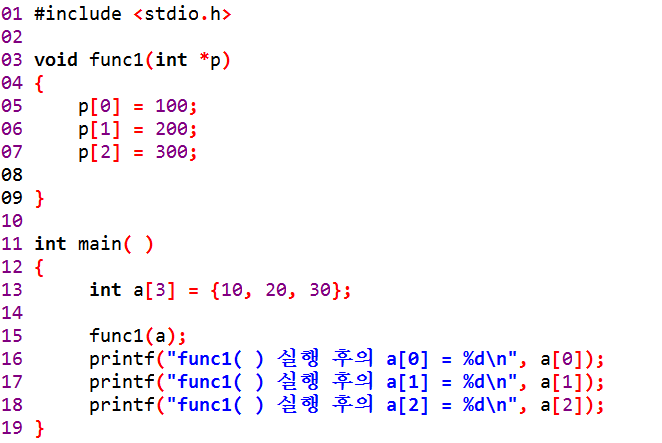 01 #include <stdio.h>
02
03 void func1(int *p)
04 {
05     p[0] = 100;
06     p[1] = 200;
07     p[2] = 300;
08
09 }
10
11 int main( )
12 {
13      int a[3] = {10, 20, 30};
14
15      func1(a);
16      printf("func1( ) 실행 후의 a[0] = %d\n", a[0]);
17      printf("func1( ) 실행 후의 a[1] = %d\n", a[1]);
18      printf("func1( ) 실행 후의 a[2] = %d\n", a[2]);
19 }